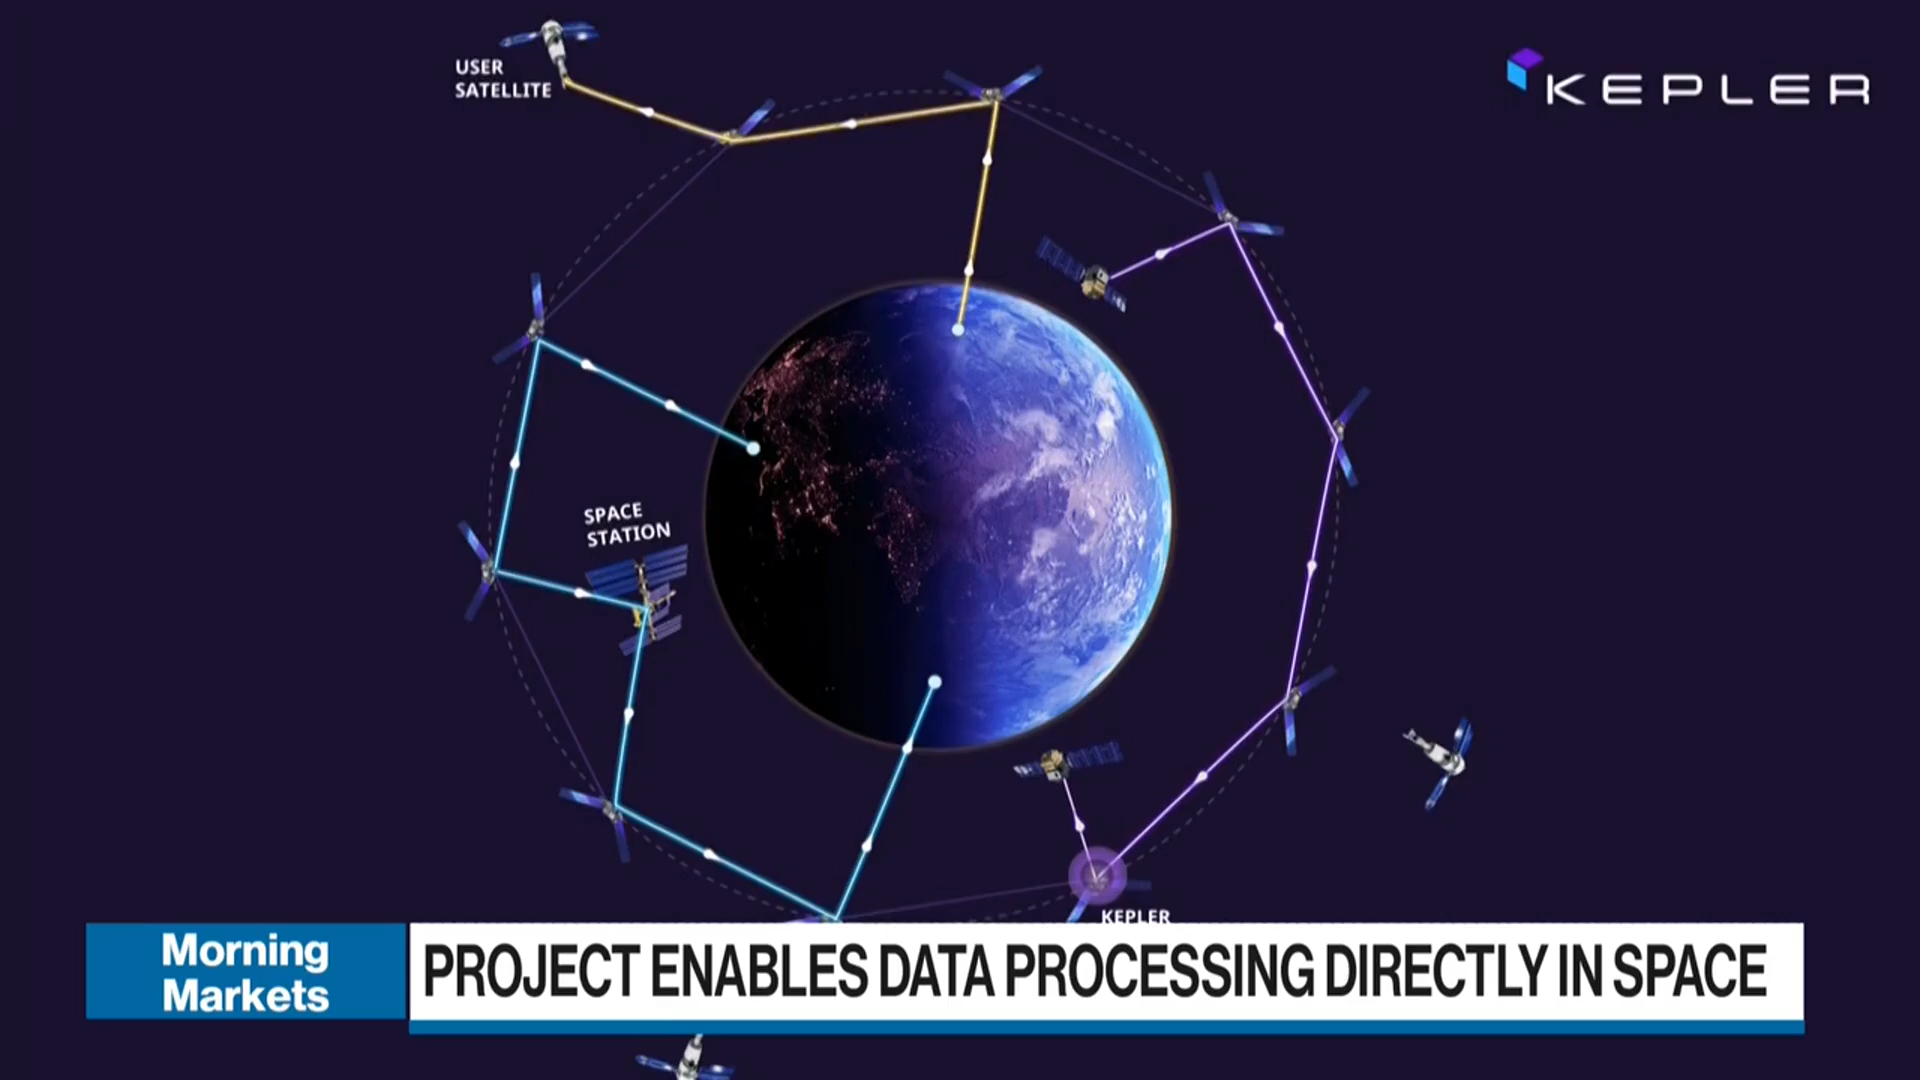 USER
SATELLITE
KEPLER
SPACE
STATION
KEPLER
Morning
Markets
PROJECT ENABLES DATA PROCESSING DIRECTLY IN SPACE